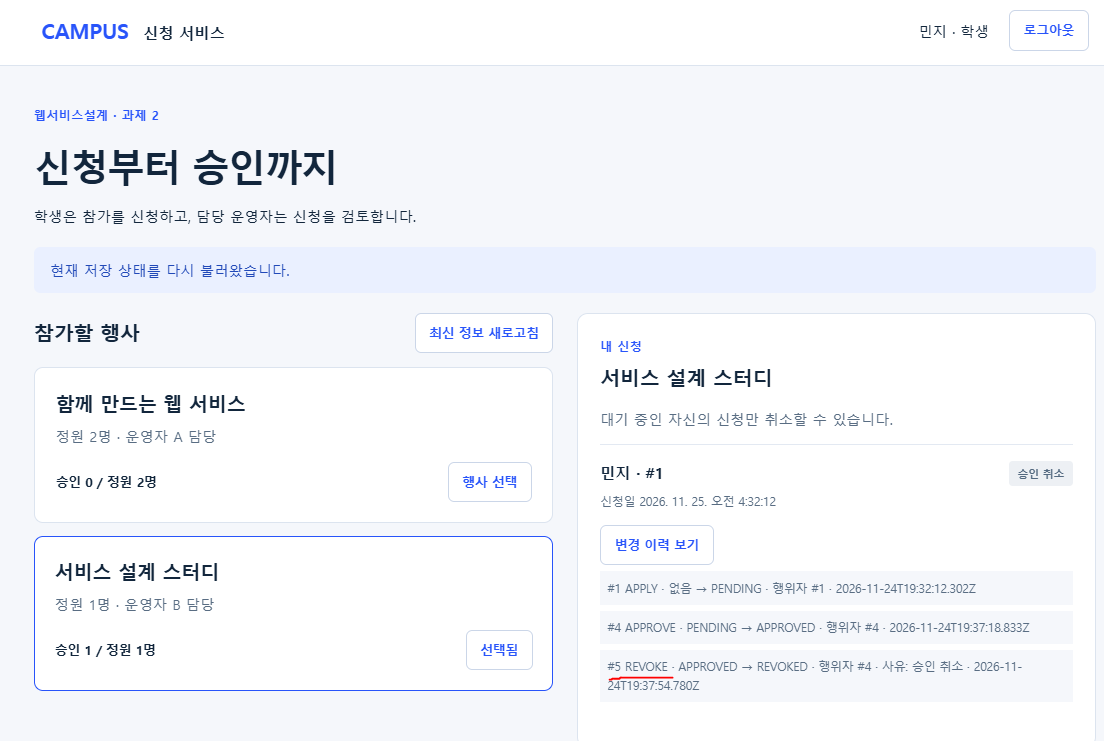 CAMPUS 신청 서비스
민지 · 학생
로그아웃
웹서비스설계 · 과제 2
신청부터 승인까지
학생은 참가를 신청하고, 담당 운영자는 신청을 검토합니다.
현재 저장 상태를 다시 불러왔습니다.
참가할 행사
최신 정보 새로고침
함께 만드는 웹 서비스
정원 2명 · 운영자 A 담당
승인 0 / 정원 2명
행사 선택
서비스 설계 스터디
정원 1명 · 운영자 B 담당
승인 1 / 정원 1명
선택됨
내 신청
서비스 설계 스터디
대기 중인 자신의 신청만 취소할 수 있습니다.
민지 · #1
승인 취소
신청일 2026. 11. 25. 오전 4:32:12
변경 이력 보기
#1 APPLY · 없음 → PENDING · 행위자 #1 · 2026-11-24T19:32:12.302Z
#4 APPROVE · PENDING → APPROVED · 행위자 #4 · 2026-11-24T19:37:18.833Z
#5 REVOKE · APPROVED → REVOKED · 행위자 #4 · 사유: 승인 취소 · 2026-11-
24T19:37:54.780Z